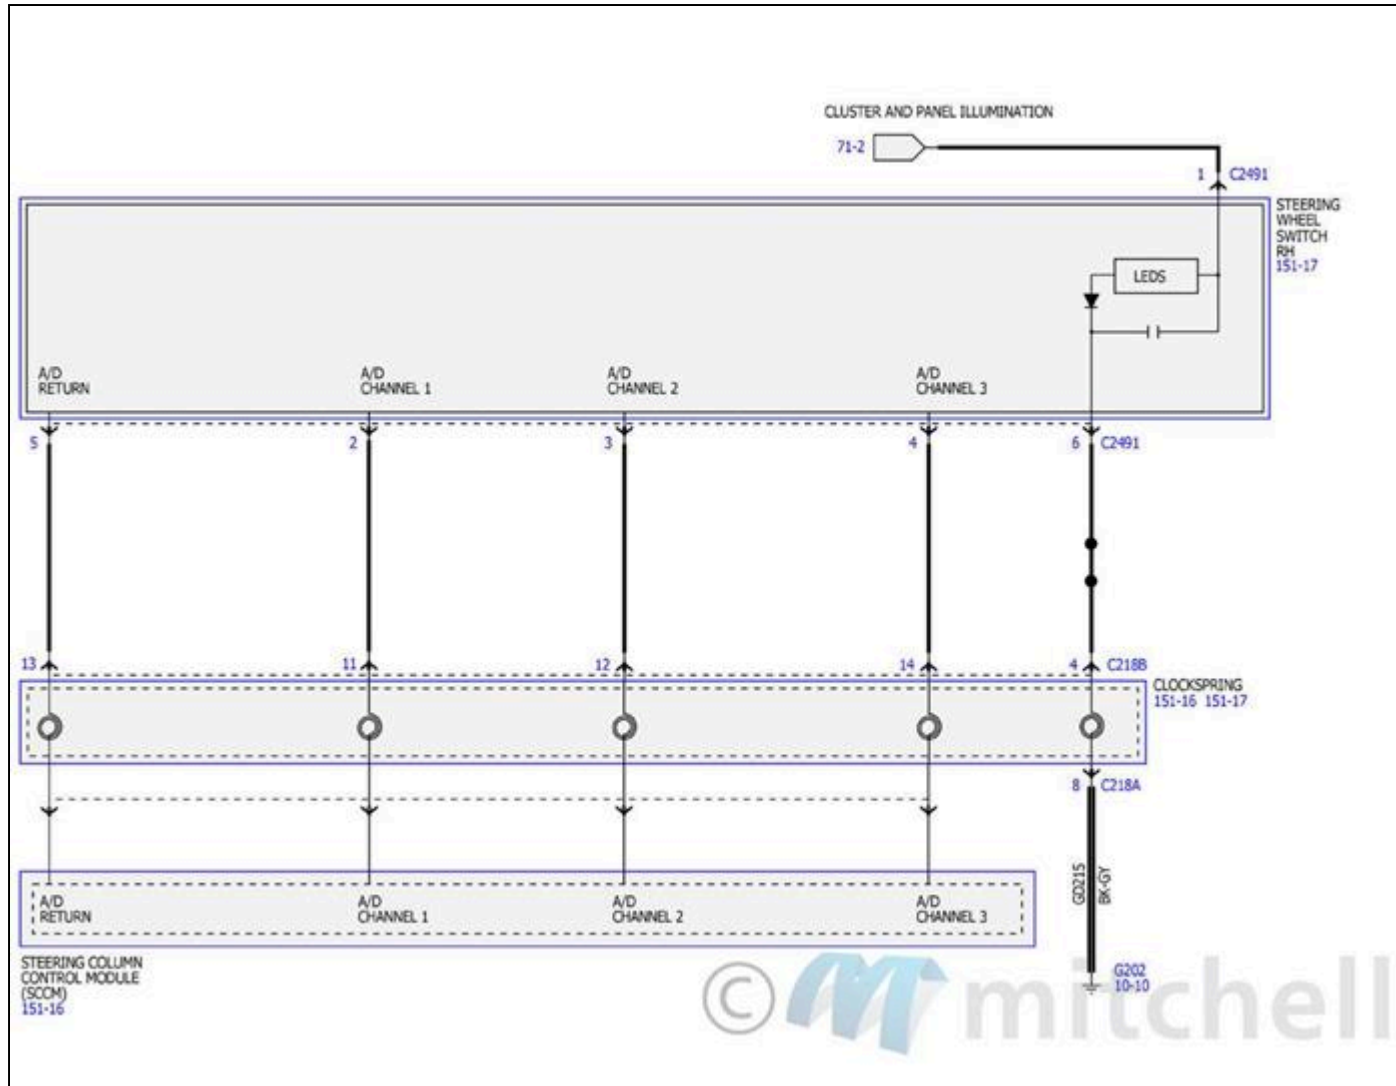 CLUSTER AND PANEL ILLUMINATION
71-2
1 C2491
STEERING
WHEEL
SWITCH
RH
151-17
LEDS
A/D
RETURN
A/D
CHANNEL 1
A/D
CHANNEL 2
A/D
CHANNEL 3
5 2 3 4 6 C2491
13 11 12 14 4 C218B
CLOCKSPRING
151-16 151-17
8 C218A
GD215
BK-GY
A/D
RETURN
A/D
CHANNEL 1
A/D
CHANNEL 2
A/D
CHANNEL 3
STEERING COLUMN
CONTROL MODULE
(SCCM)
151-16
G202
10-10
© mitchell